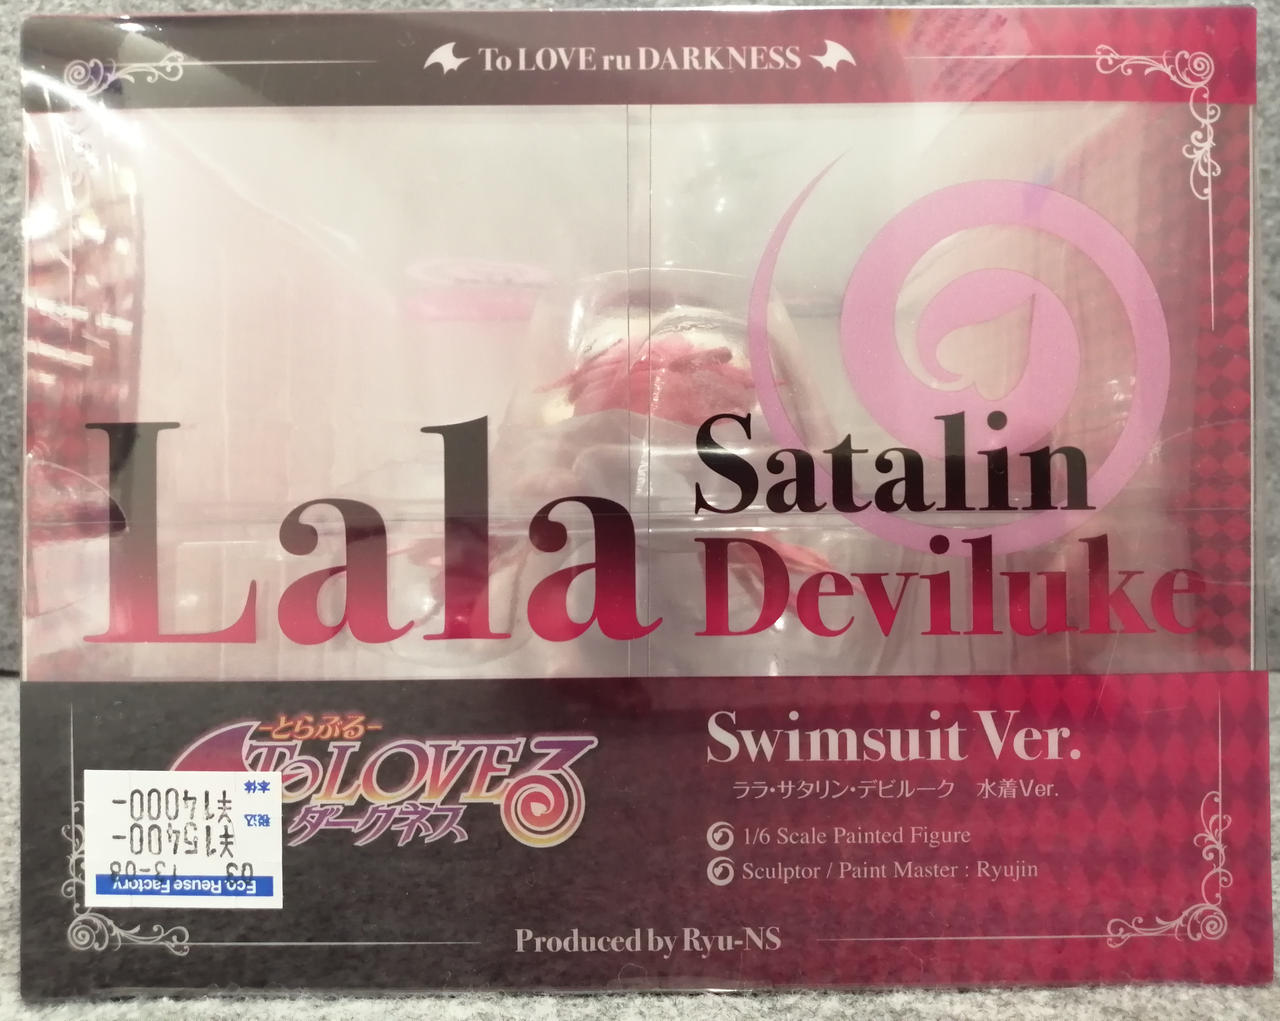 To LOVE ru DARKNESS
Lala
Satalin
Deviluke
-とらぶる-
To LOVEる
ダークネス
Swimsuit Ver.
ララ・サタリン・デビルーク 水着Ver.
1/6 Scale Painted Figure
Sculptor / Paint Master : Ryujin
Produced by Ryu-NS
Eco. Reuse Factory
03 13-08
税込 ¥15400-
本体 ¥14000-